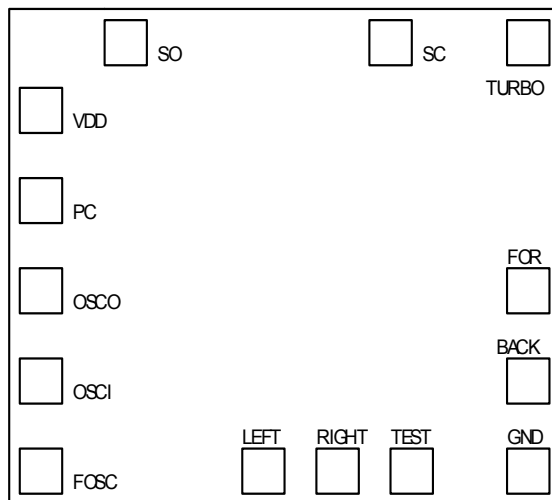 SO
SC
TURBO
VDD
PC
FOR
OSCO
BACK
OSCI
LEFT RIGHT TEST GND
FOSC